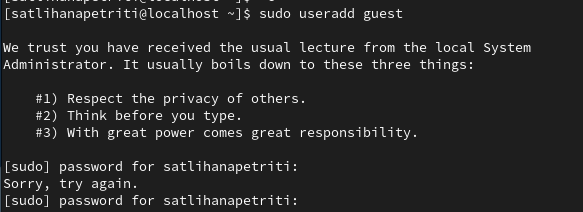 [satlihanapetriti@localhost ~]$ sudo useradd guest
We trust you have received the usual lecture from the local System
Administrator. It usually boils down to these three things:
#1) Respect the privacy of others.
#2) Think before you type.
#3) With great power comes great responsibility.
[sudo] password for satlihanapetriti:
Sorry, try again.
[sudo] password for satlihanapetriti: